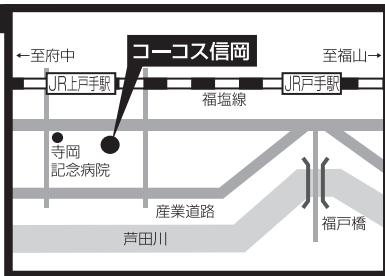 コーコス信岡
←至府中
至福山→
JR上戸手駅
JR戸手駅
福塩線
寺岡
記念病院
産業道路
福戸橋
芦田川